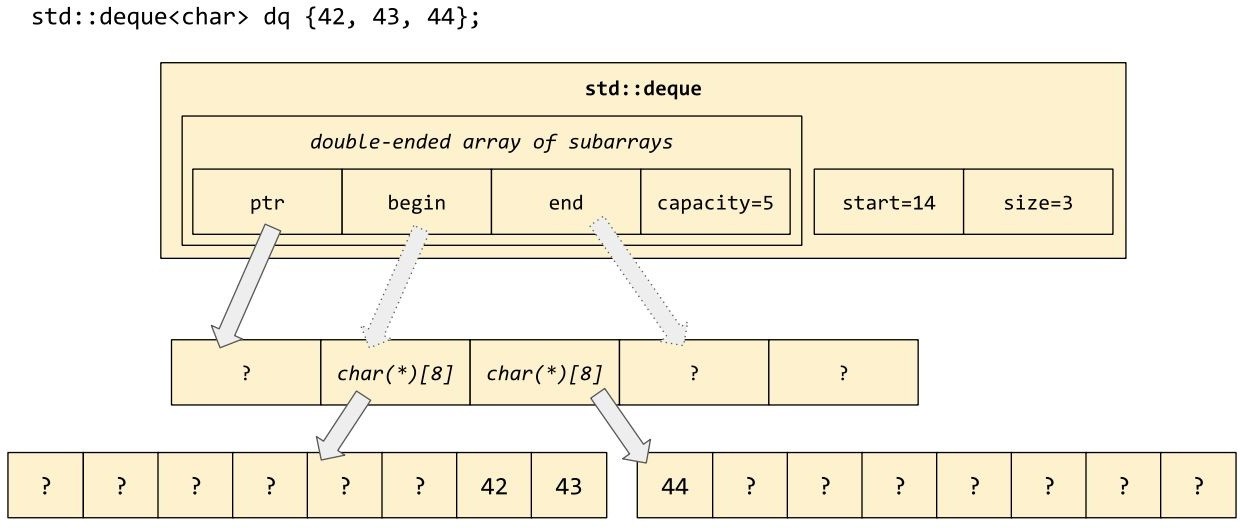 std::deque<char> dq {42, 43, 44};
std::deque
double-ended array of subarrays
ptr begin end capacity=5 start=14 size=3
? char(*)[8] char(*)[8] ? ?
? ? ? ? ? ? 42 43 44 ? ? ? ? ? ? ?